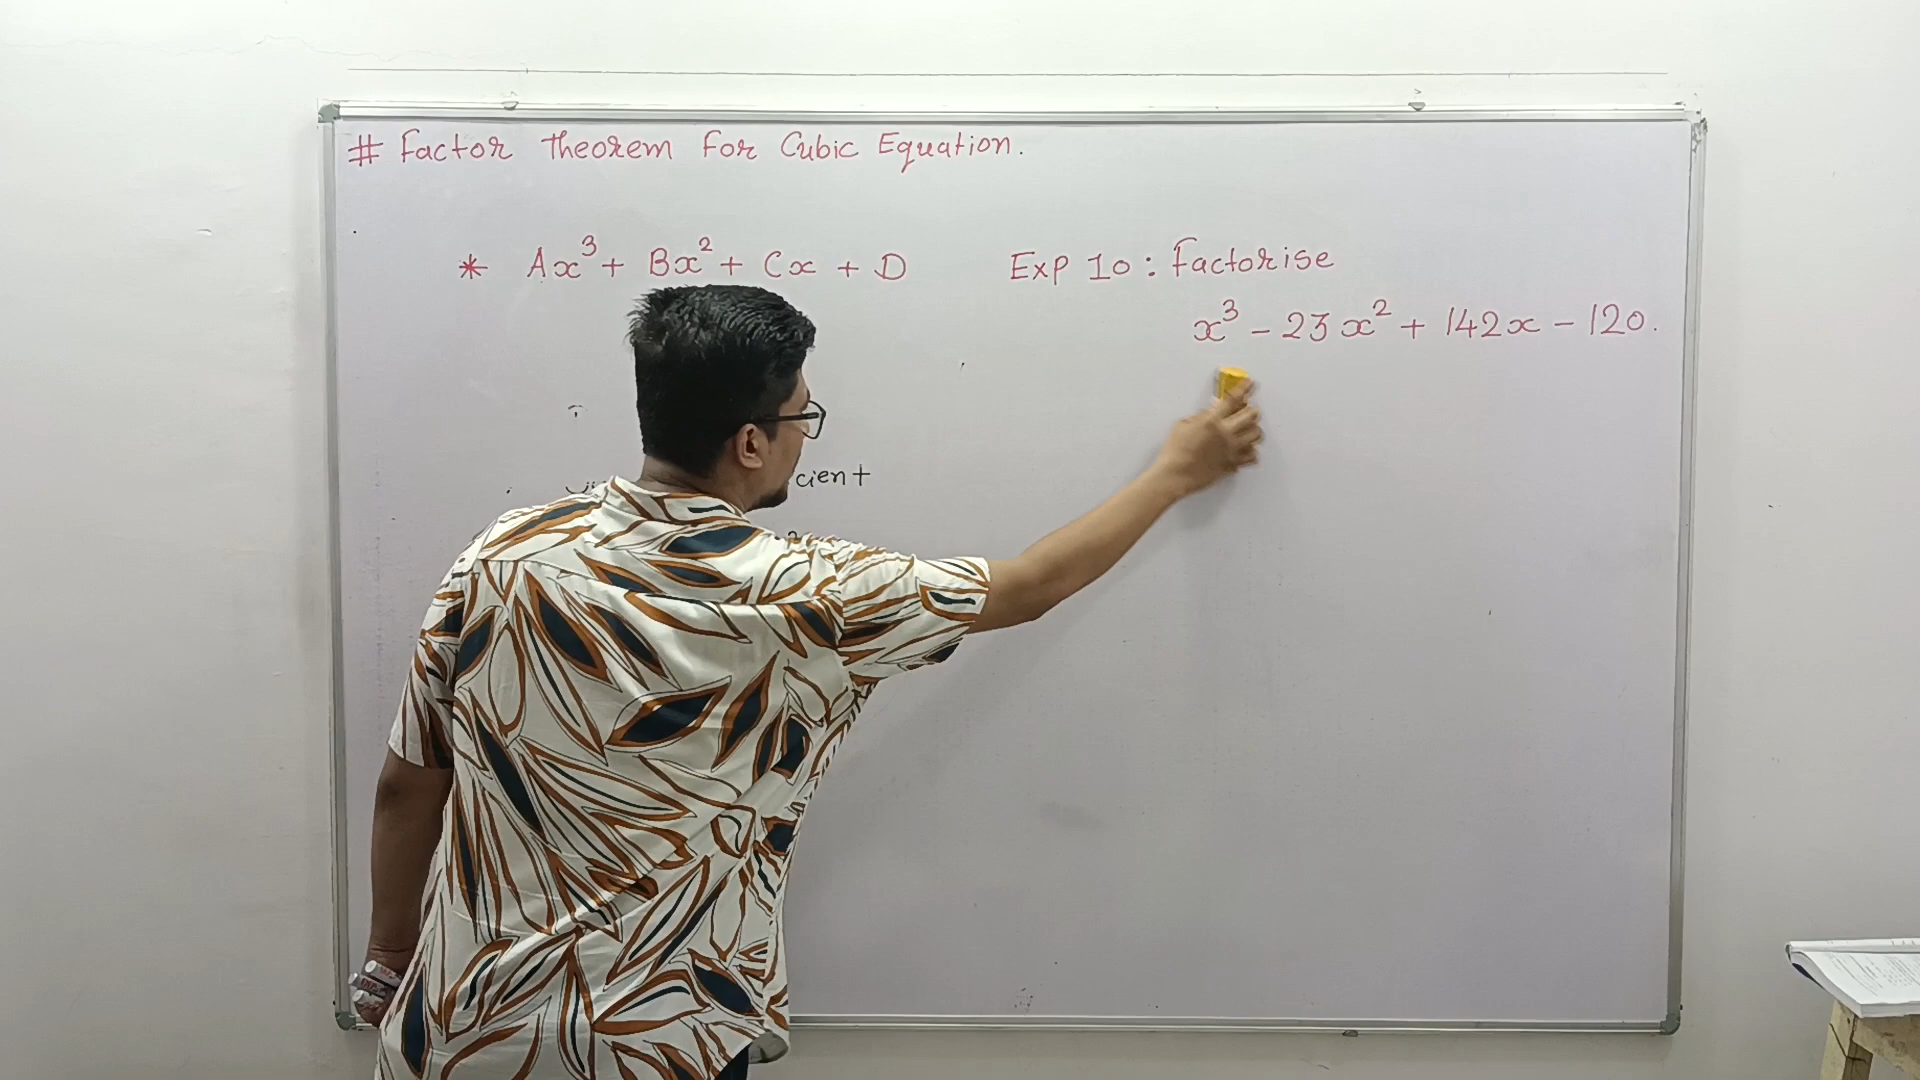 # Factor Theorem For Cubic Equation.
* Ax³ + Bx² + Cx + D
Exp 10 : Factorise
x³ - 23x² + 142x - 120.
cient